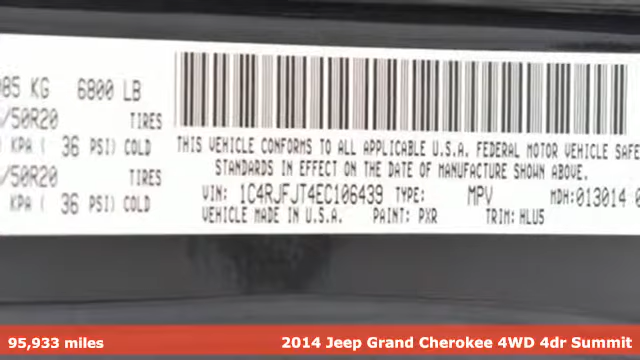 085 KG 6800 LB
/50R20 TIRES
KPA ( 36 PSI) COLD
/50R20 TIRES
KPA ( 36 PSI) COLD
THIS VEHICLE CONFORMS TO ALL APPLICABLE U.S.A. FEDERAL MOTOR VEHICLE SAFE
STANDARDS IN EFFECT ON THE DATE OF MANUFACTURE SHOWN ABOVE.
VIN: 1C4RJFJT4EC106439 TYPE: MPV MDH:013014 0
VEHICLE MADE IN U.S.A. PAINT: PXR TRIM: HLU5
95,933 miles 2014 Jeep Grand Cherokee 4WD 4dr Summit